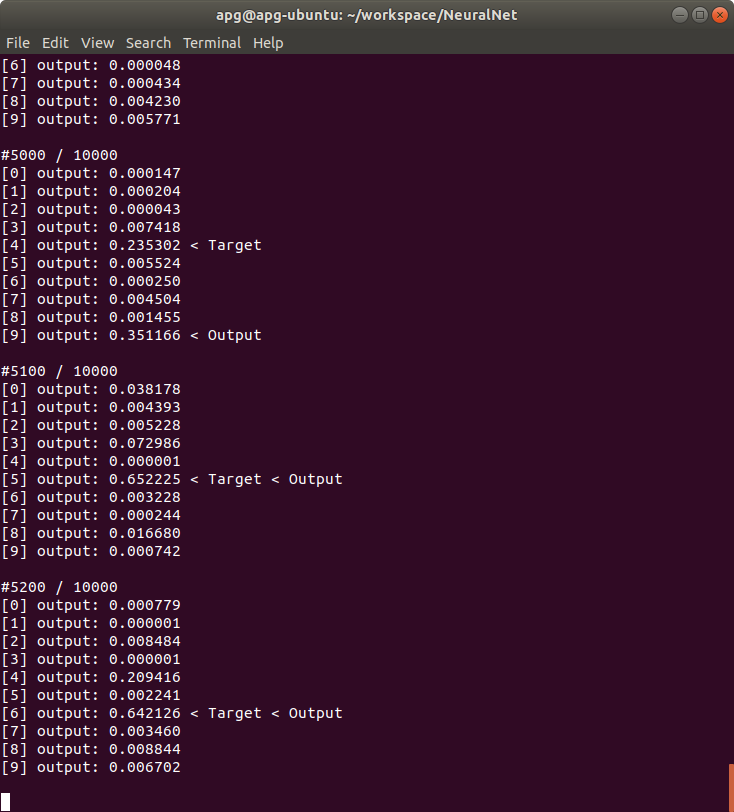 apg@apg-ubuntu: ~/workspace/NeuralNet
File Edit View Search Terminal Help
[6] output: 0.000048
[7] output: 0.000434
[8] output: 0.004230
[9] output: 0.005771
#5000 / 10000
[0] output: 0.000147
[1] output: 0.000204
[2] output: 0.000043
[3] output: 0.007418
[4] output: 0.235302 < Target
[5] output: 0.005524
[6] output: 0.000250
[7] output: 0.004504
[8] output: 0.001455
[9] output: 0.351166 < Output
#5100 / 10000
[0] output: 0.038178
[1] output: 0.004393
[2] output: 0.005228
[3] output: 0.072986
[4] output: 0.000001
[5] output: 0.652225 < Target < Output
[6] output: 0.003228
[7] output: 0.000244
[8] output: 0.016680
[9] output: 0.000742
#5200 / 10000
[0] output: 0.000779
[1] output: 0.000001
[2] output: 0.008484
[3] output: 0.000001
[4] output: 0.209416
[5] output: 0.002241
[6] output: 0.642126 < Target < Output
[7] output: 0.003460
[8] output: 0.008844
[9] output: 0.006702